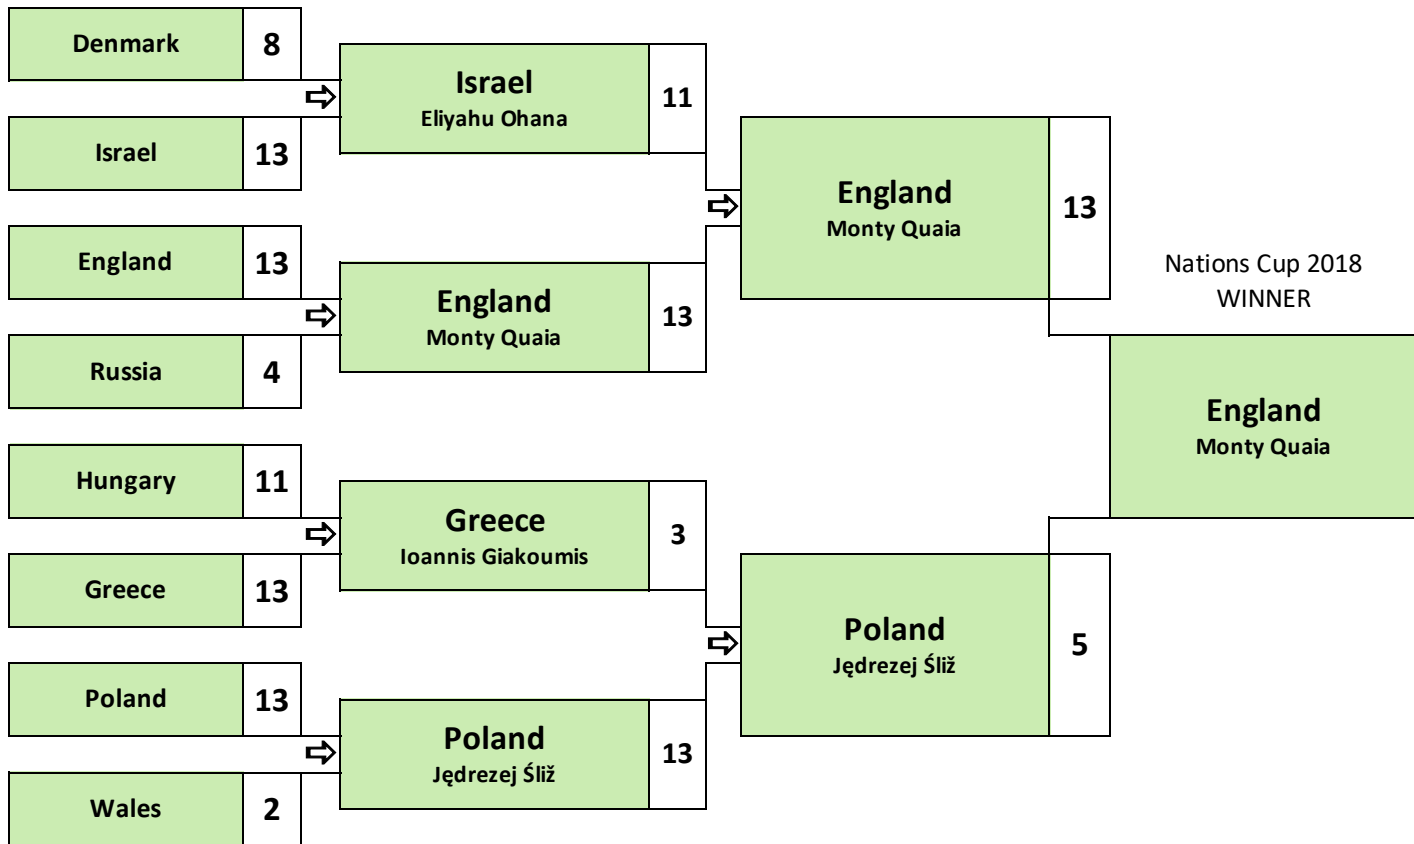 Denmark 8
Israel 13
England 13
Russia 4
Hungary 11
Greece 13
Poland 13
Wales 2
Israel 11
Eliyahu Ohana
England 13
Monty Quaia
Greece 3
Ioannis Giakoumis
Poland 13
Jędrezej Śliż
England 13
Monty Quaia
Poland 5
Jędrezej Śliż
Nations Cup 2018
WINNER
England
Monty Quaia